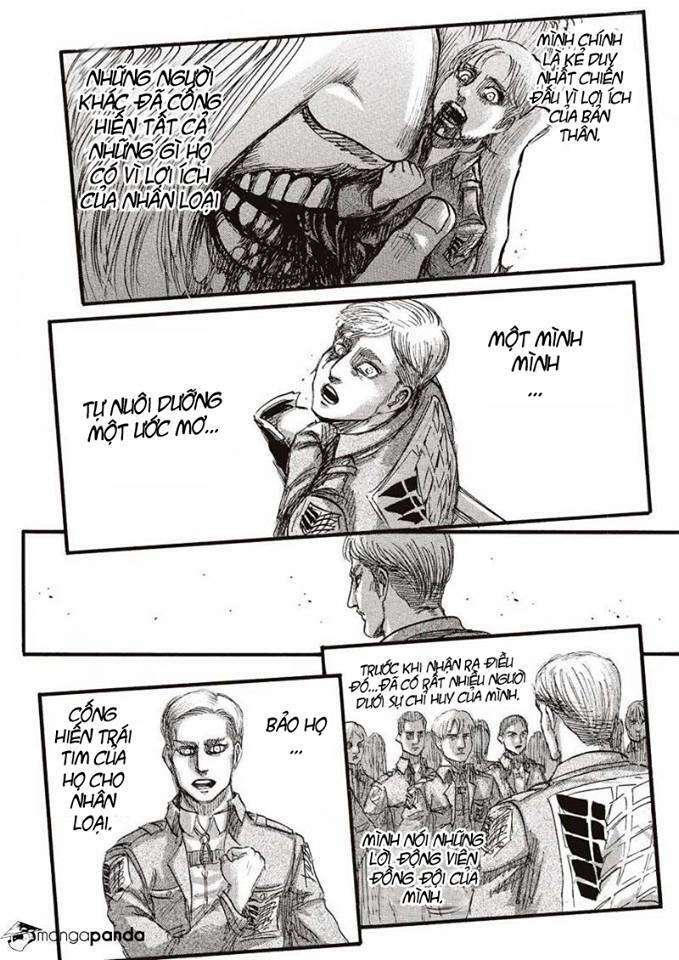 NHỮNG NGƯỜI
KHÁC ĐÃ CỐNG
HIẾN TẤT CẢ
NHỮNG GÌ HỌ
CÓ VÌ LỢI ÍCH
CỦA NHÂN LOẠI
MÌNH CHÍNH
LÀ KẺ DUY
NHẤT CHIẾN
ĐẤU VÌ LỢI ÍCH
CỦA BẢN
THÂN.
MỘT MÌNH
MÌNH
...
TỰ NUÔI DƯỠNG
MỘT ƯỚC MƠ...
TRƯỚC KHI NHẬN RA ĐIỀU
ĐÓ...ĐÃ CÓ RẤT NHIỀU NGƯỜI
DƯỚI SỰ CHỈ HUY CỦA MÌNH.
MÌNH NÓI NHỮNG
LỜI ĐỘNG VIÊN
ĐỒNG ĐỘI CỦA
MÌNH.
BẢO HỌ
...
CỐNG
HIẾN TRÁI
TIM CỦA
HỌ CHO
NHÂN
LOẠI.
mangapanda